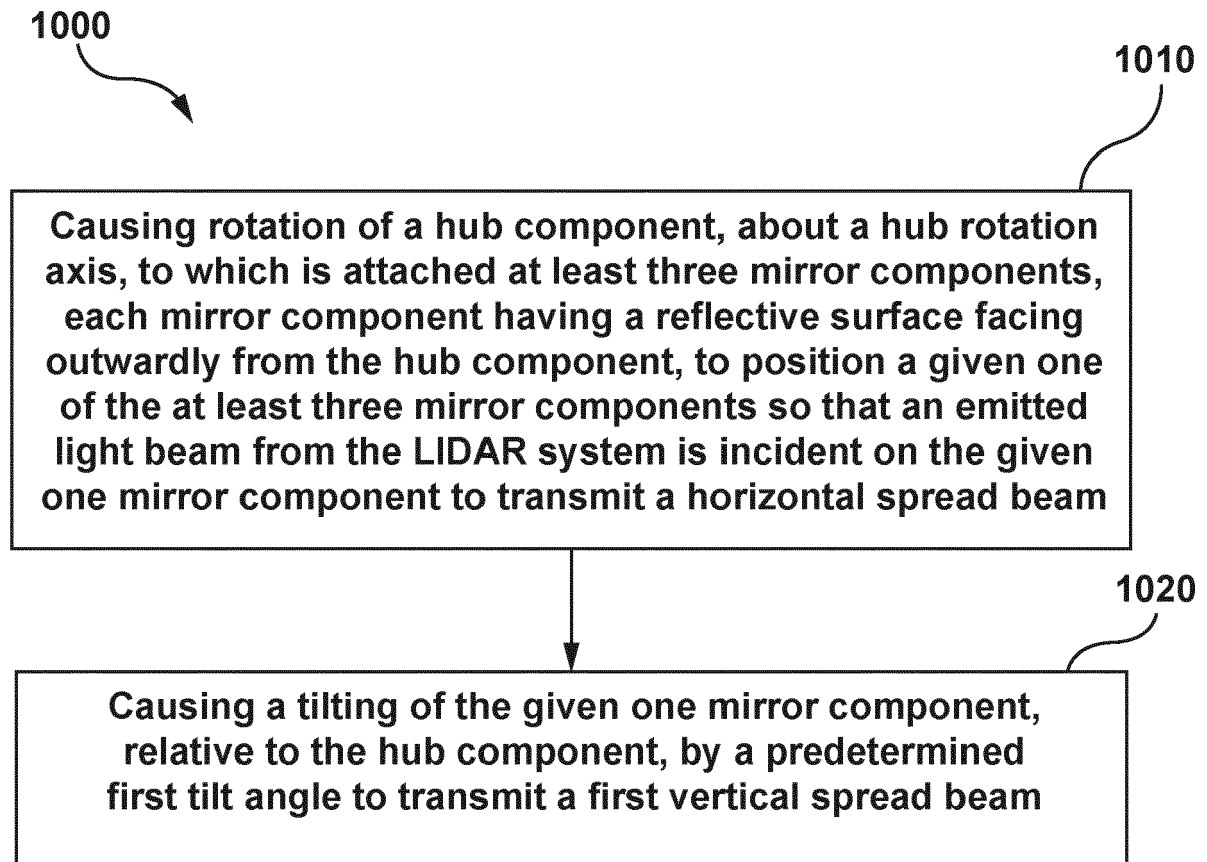 1000
1010
Causing rotation of a hub component, about a hub rotation
axis, to which is attached at least three mirror components,
each mirror component having a reflective surface facing
outwardly from the hub component, to position a given one
of the at least three mirror components so that an emitted
light beam from the LIDAR system is incident on the given
one mirror component to transmit a horizontal spread beam
1020
Causing a tilting of the given one mirror component,
relative to the hub component, by a predetermined
first tilt angle to transmit a first vertical spread beam